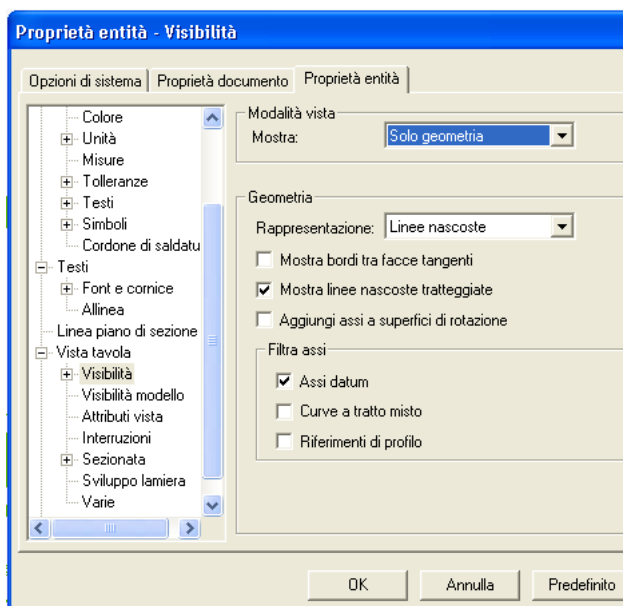 Proprietà entità - Visibilità
Opzioni di sistema
Proprietà documento
Proprietà entità
Colore
Unità
Misure
Tolleranze
Testi
Simboli
Cordone di saldatu
Testi
Font e cornice
Allinea
Linea piano di sezione
Vista tavola
Visibilità
Visibilità modello
Attributi vista
Interruzioni
Sezionata
Sviluppo lamiera
Varie
Modalità vista
Mostra: Solo geometria
Geometria
Rappresentazione: Linee nascoste
Mostra bordi tra facce tangenti
Mostra linee nascoste tratteggiate
Aggiungi assi a superfici di rotazione
Filtra assi
Assi datum
Curve a tratto misto
Riferimenti di profilo
OK
Annulla
Predefinito